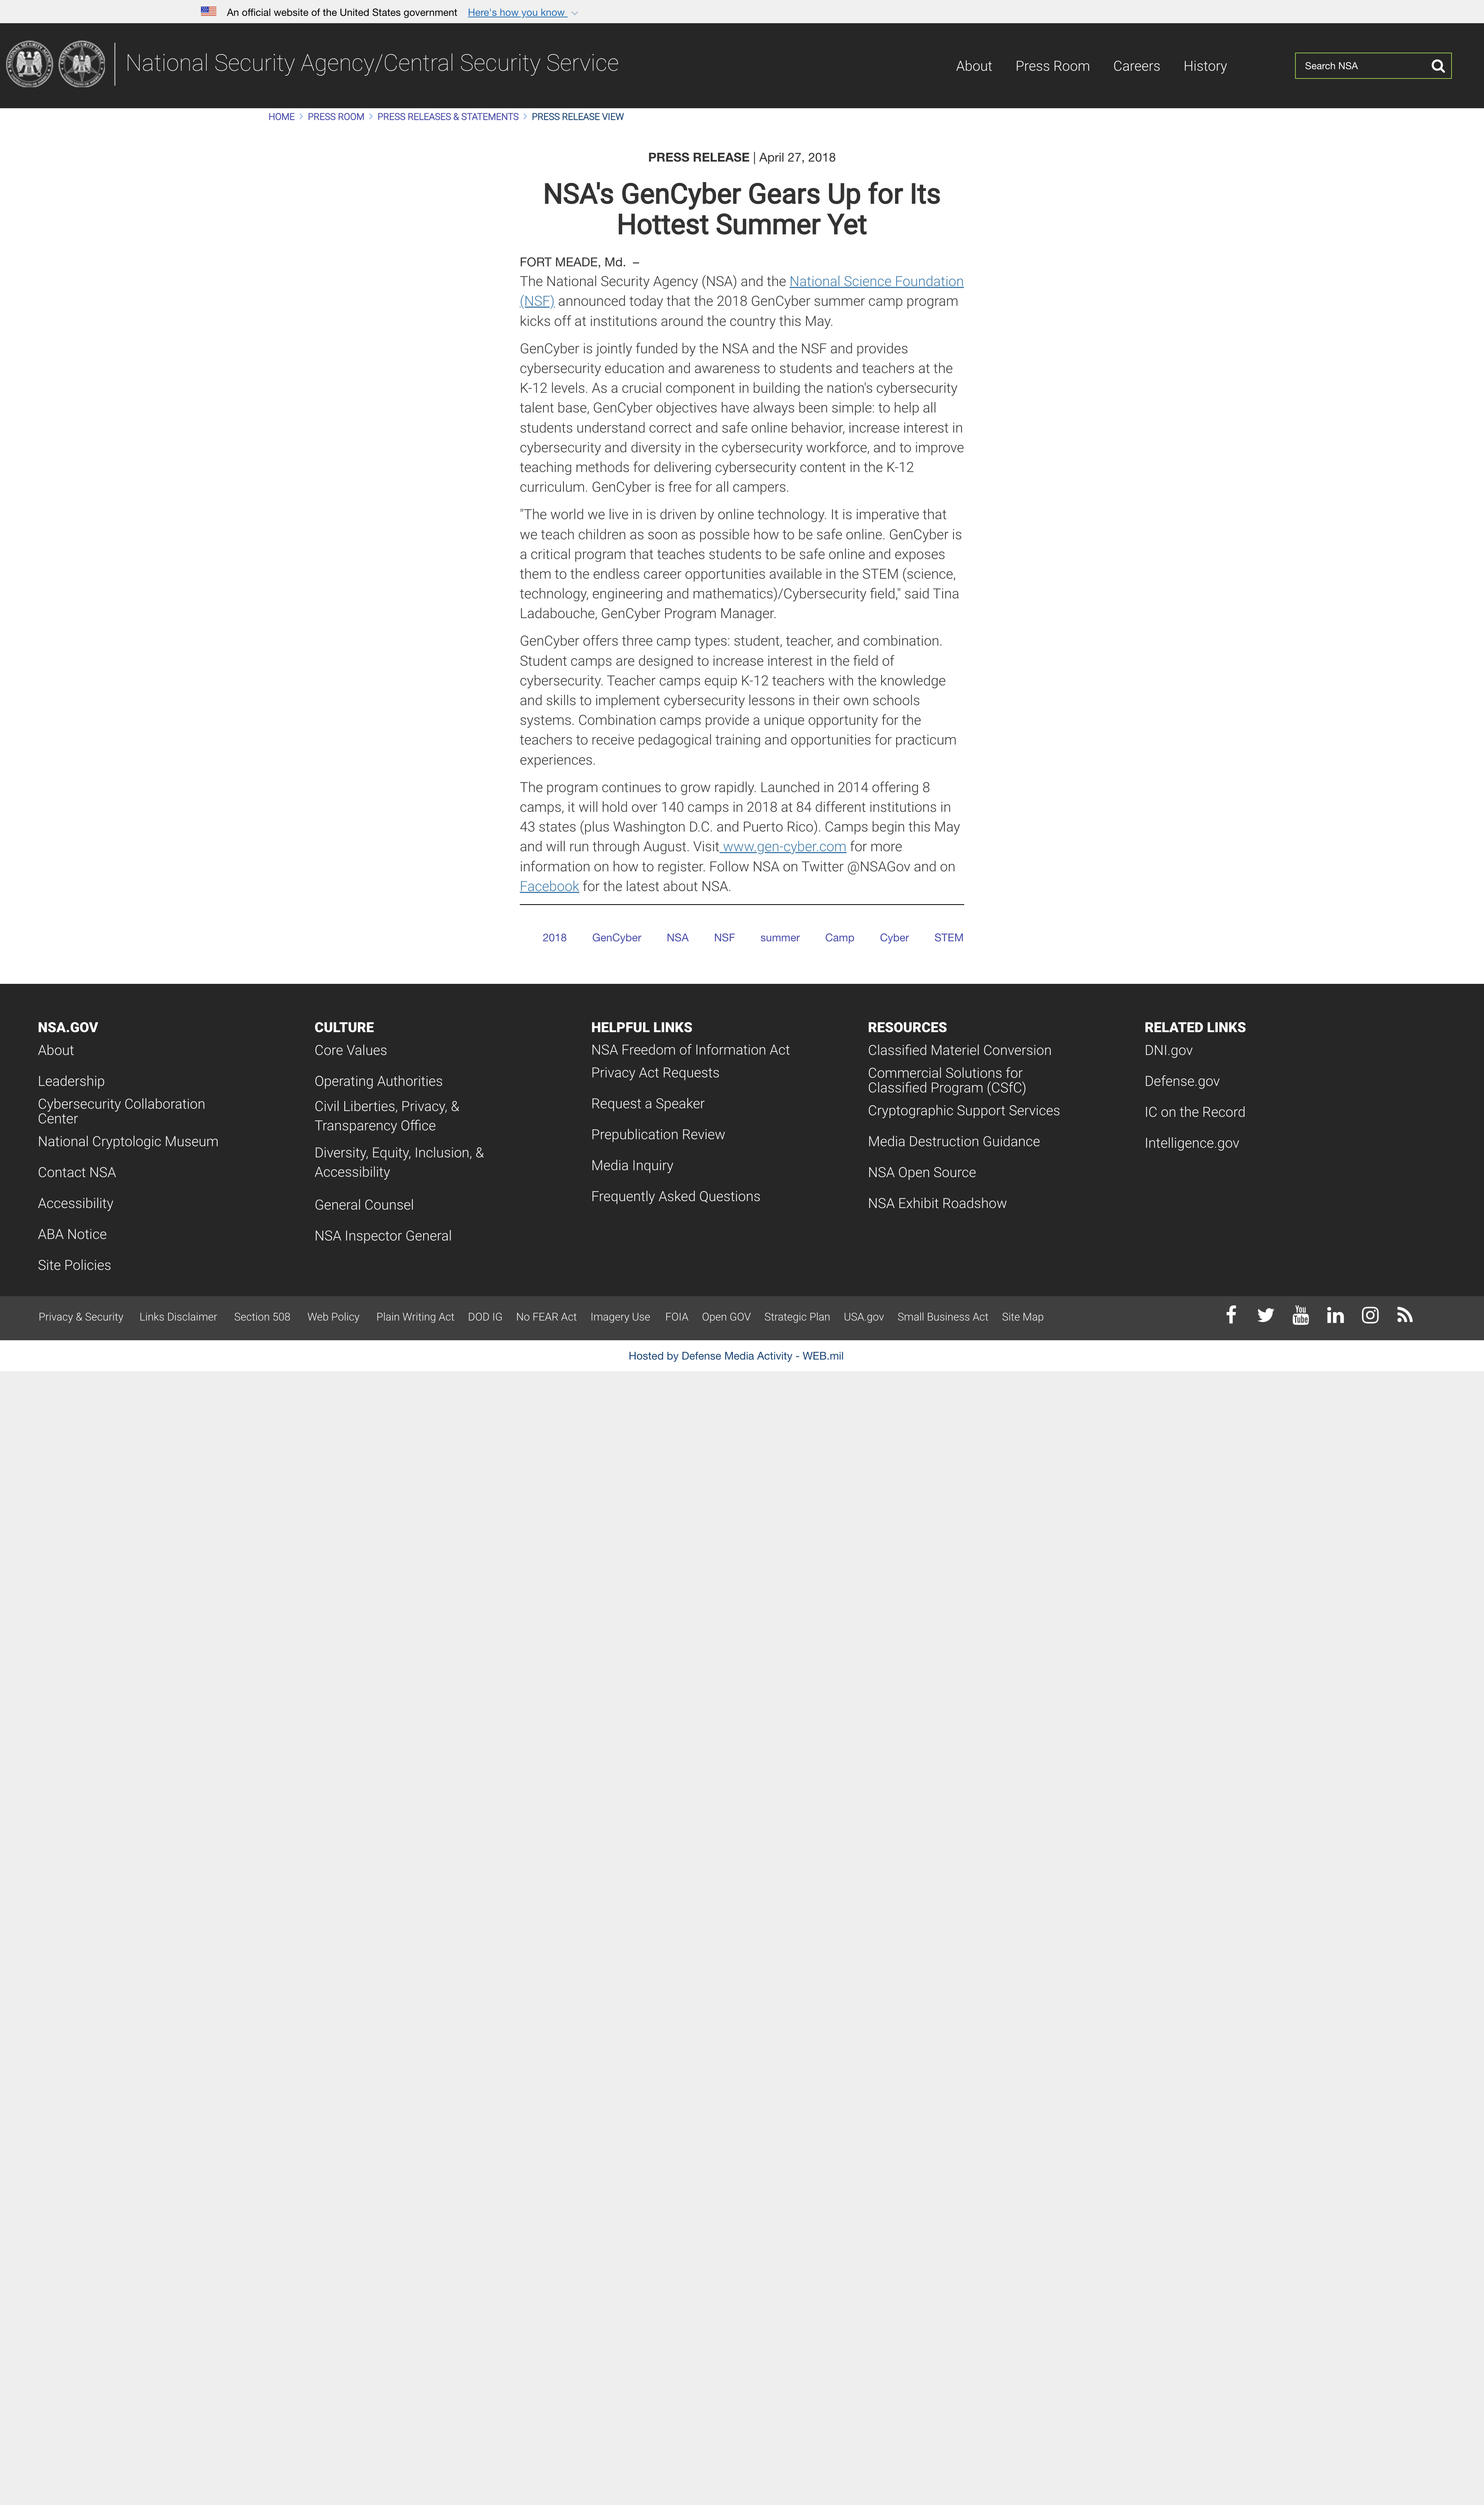 An official website of the United States government Here's how you know
National Security Agency/Central Security Service
About Press Room Careers History
Search NSA
HOME PRESS ROOM PRESS RELEASES & STATEMENTS PRESS RELEASE VIEW
PRESS RELEASE | April 27, 2018
NSA's GenCyber Gears Up for Its
Hottest Summer Yet
FORT MEADE, Md. –
The National Security Agency (NSA) and the National Science Foundation
(NSF) announced today that the 2018 GenCyber summer camp program
kicks off at institutions around the country this May.
GenCyber is jointly funded by the NSA and the NSF and provides
cybersecurity education and awareness to students and teachers at the
K-12 levels. As a crucial component in building the nation's cybersecurity
talent base, GenCyber objectives have always been simple: to help all
students understand correct and safe online behavior, increase interest in
cybersecurity and diversity in the cybersecurity workforce, and to improve
teaching methods for delivering cybersecurity content in the K-12
curriculum. GenCyber is free for all campers.
"The world we live in is driven by online technology. It is imperative that
we teach children as soon as possible how to be safe online. GenCyber is
a critical program that teaches students to be safe online and exposes
them to the endless career opportunities available in the STEM (science,
technology, engineering and mathematics)/Cybersecurity field," said Tina
Ladabouche, GenCyber Program Manager.
GenCyber offers three camp types: student, teacher, and combination.
Student camps are designed to increase interest in the field of
cybersecurity. Teacher camps equip K-12 teachers with the knowledge
and skills to implement cybersecurity lessons in their own schools
systems. Combination camps provide a unique opportunity for the
teachers to receive pedagogical training and opportunities for practicum
experiences.
The program continues to grow rapidly. Launched in 2014 offering 8
camps, it will hold over 140 camps in 2018 at 84 different institutions in
43 states (plus Washington D.C. and Puerto Rico). Camps begin this May
and will run through August. Visit www.gen-cyber.com for more
information on how to register. Follow NSA on Twitter @NSAGov and on
Facebook for the latest about NSA.
2018 GenCyber NSA NSF summer Camp Cyber STEM
NSA.GOV
About
Leadership
Cybersecurity Collaboration
Center
National Cryptologic Museum
Contact NSA
Accessibility
ABA Notice
Site Policies
CULTURE
Core Values
Operating Authorities
Civil Liberties, Privacy, &
Transparency Office
Diversity, Equity, Inclusion, &
Accessibility
General Counsel
NSA Inspector General
HELPFUL LINKS
NSA Freedom of Information Act
Privacy Act Requests
Request a Speaker
Prepublication Review
Media Inquiry
Frequently Asked Questions
RESOURCES
Classified Materiel Conversion
Commercial Solutions for
Classified Program (CSfC)
Cryptographic Support Services
Media Destruction Guidance
NSA Open Source
NSA Exhibit Roadshow
RELATED LINKS
DNI.gov
Defense.gov
IC on the Record
Intelligence.gov
Privacy & Security Links Disclaimer Section 508 Web Policy Plain Writing Act DOD IG No FEAR Act Imagery Use FOIA Open GOV Strategic Plan USA.gov Small Business Act Site Map
Hosted by Defense Media Activity - WEB.mil